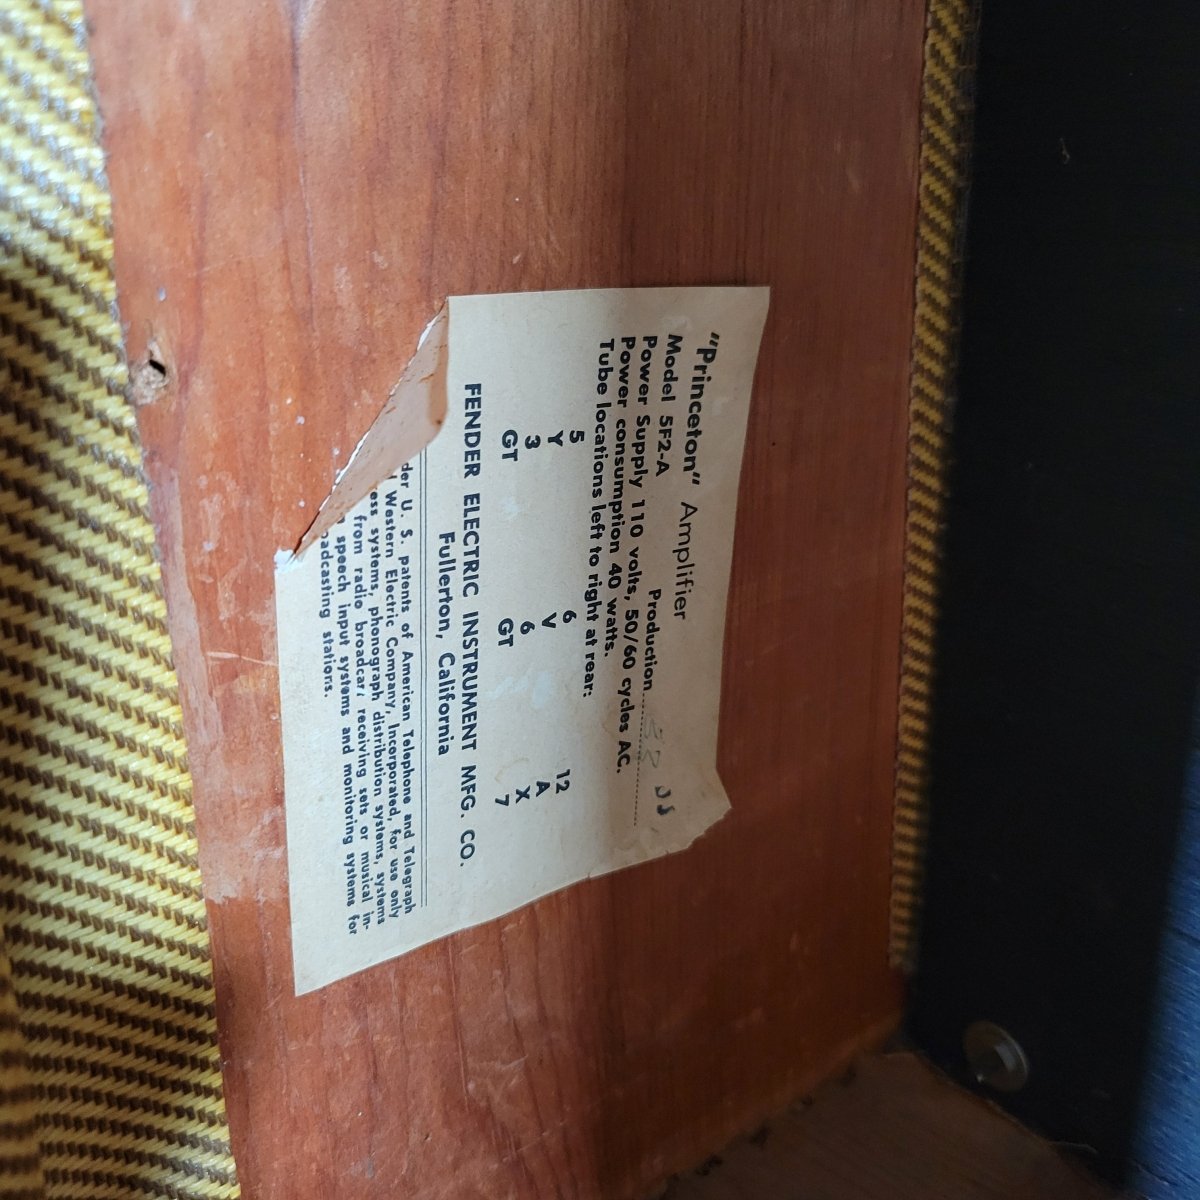 "Princeton" Amplifier
Model 5F2-A Production
Power Supply 110 volts, 50/60 cycles AC.
Power consumption 40 watts.
Tube locations left to right at rear:
5 6 12
Y V A
3 6 X
GT GT 7
FENDER ELECTRIC INSTRUMENT MFG. CO.
Fullerton, California
der U. S. patents of American Telephone and Telegraph
Western Electric Company, Incorporated, for use only
ess systems, phonograph distribution systems, systems
from radio broadcast receiving sets or musical in-
speech input systems and monitoring systems for
oadcasting stations.